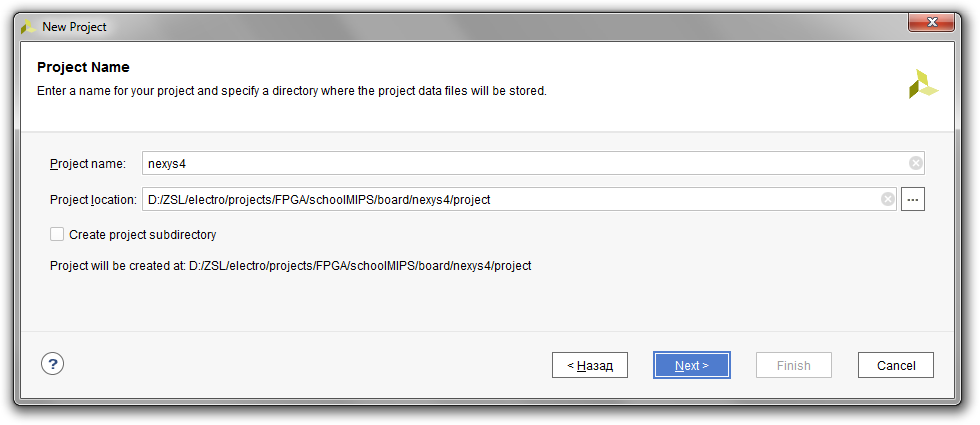 New Project
Project Name
Enter a name for your project and specify a directory where the project data files will be stored.
Project name: nexys4
Project location: D:/ZSL/electro/projects/FPGA/schoolMIPS/board/nexys4/project ...
Create project subdirectory
Project will be created at: D:/ZSL/electro/projects/FPGA/schoolMIPS/board/nexys4/project
? < Назад Next > Finish Cancel